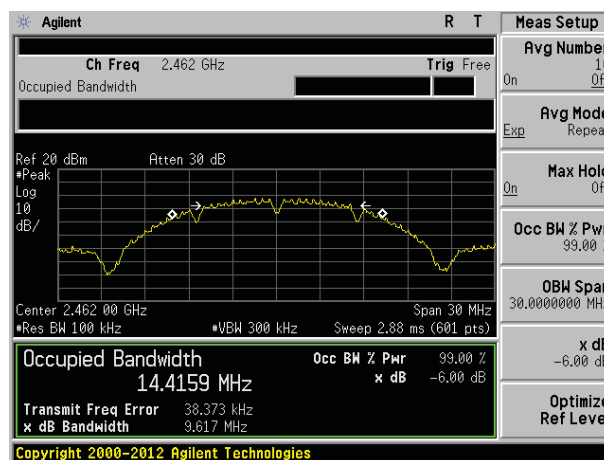 Agilent R T Meas Setup
Ch Freq 2.462 GHz Trig Free
Occupied Bandwidth
Avg Number
10
On Off
Avg Mode
Exp Repeat
Max Hold
On Off
Occ BW % Pwr
99.00 %
OBW Span
30.0000000 MHz
x dB
-6.00 dB
Optimize
Ref Level
Ref 20 dBm Atten 30 dB
#Peak
Log
10
dB/
Center 2.462 00 GHz Span 30 MHz
#Res BW 100 kHz #VBW 300 kHz Sweep 2.88 ms (601 pts)
Occupied Bandwidth Occ BW % Pwr 99.00 %
14.4159 MHz x dB -6.00 dB
Transmit Freq Error 38.373 kHz
x dB Bandwidth 9.617 MHz
Copyright 2000-2012 Agilent Technologies